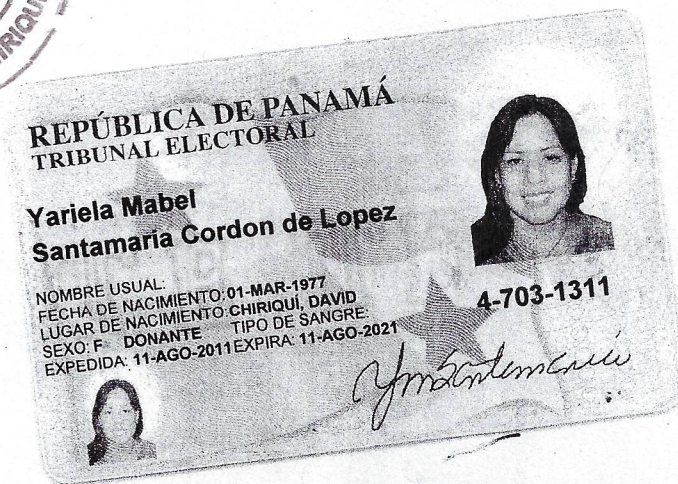 CHIRIQUÍ
REPÚBLICA DE PANAMÁ
TRIBUNAL ELECTORAL
Yariela Mabel
Santamaría Cordon de Lopez
NOMBRE USUAL:
FECHA DE NACIMIENTO: 01-MAR-1977
LUGAR DE NACIMIENTO: CHIRIQUÍ, DAVID
SEXO: F DONANTE TIPO DE SANGRE:
EXPEDIDA: 11-AGO-2011 EXPIRA: 11-AGO-2021
4-703-1311